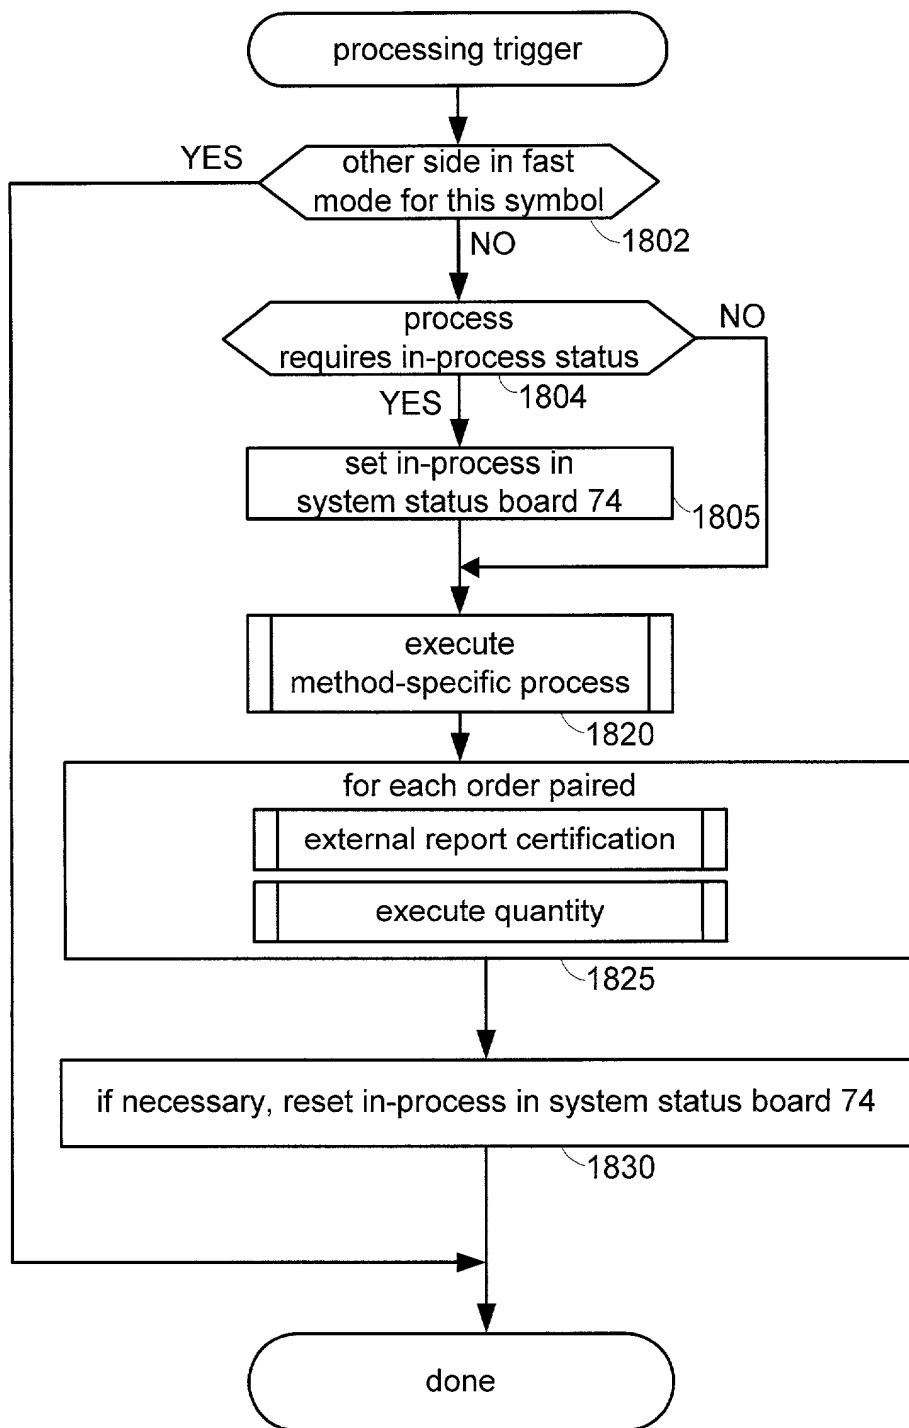 processing trigger
YES
other side in fast
mode for this symbol
1802
NO
process
requires in-process status
NO
1804
YES
set in-process in
system status board 74
1805
execute
method-specific process
1820
for each order paired
external report certification
execute quantity
1825
if necessary, reset in-process in system status board 74
1830
done